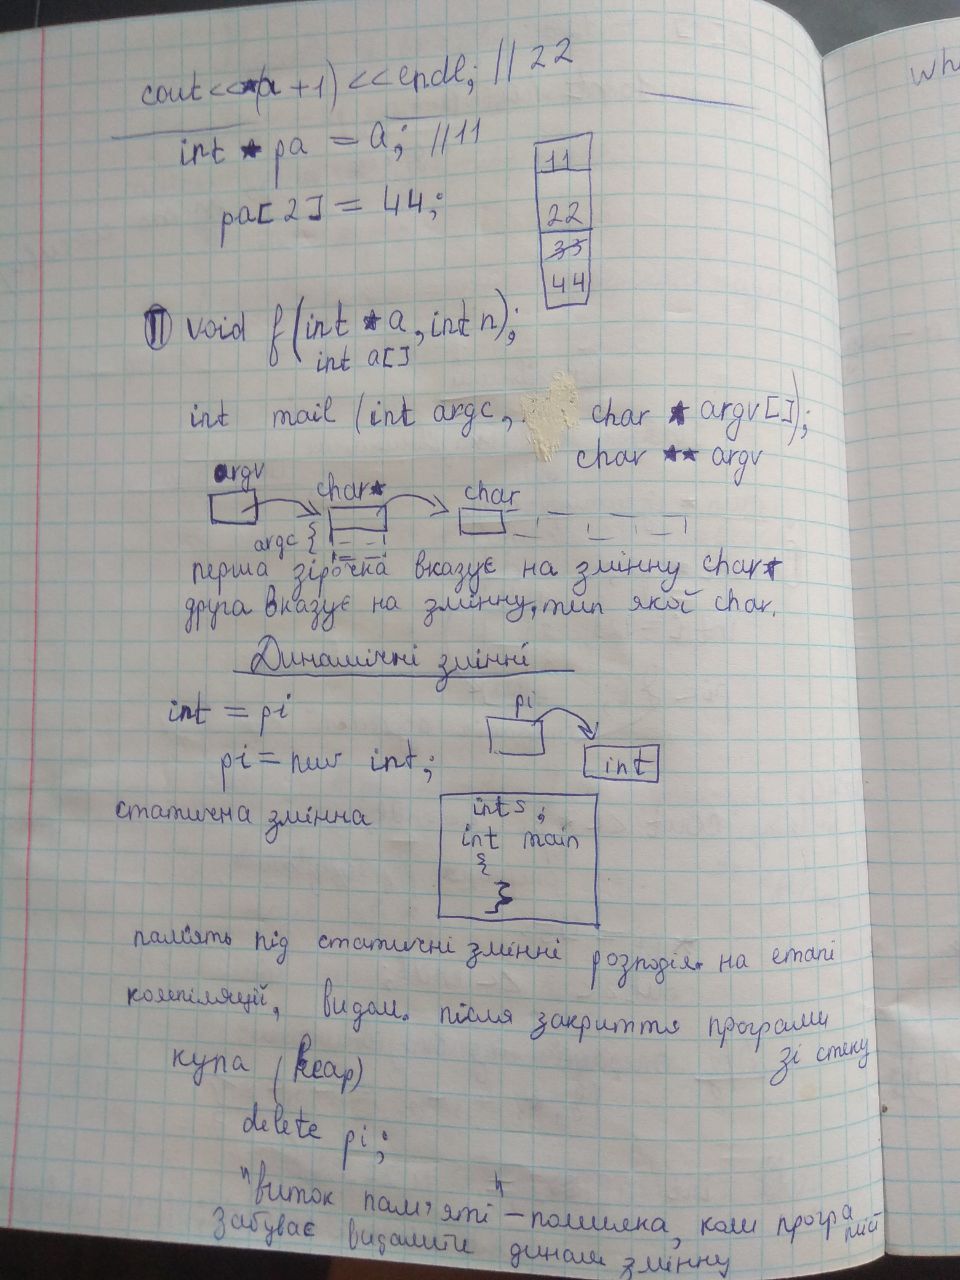 cout<<*(a+1)<<endl; //22
int * pa = a; //11
pa[2] = 44;
11
22
33
44
II void f(int * a, int n);
int a[]
int mail (int argc, char * argv[]);
char ** argv
argv
char*
char
argc {
перша зірочка вказує на змінну char*
друга вказує на змінну, тип якої char.
Динамічні змінні
int = pi
pi
pi = new int;
int
статична змінна
int s;
int main
{
}
памʼять під статичні змінні розподіл. на етапі
компіляції, видал. після закриття програми
зі стеку
купа (heap)
delete pi;
"виток пам'яті" – помилка, коли програміст
забуває видалити динам змінну
Wh